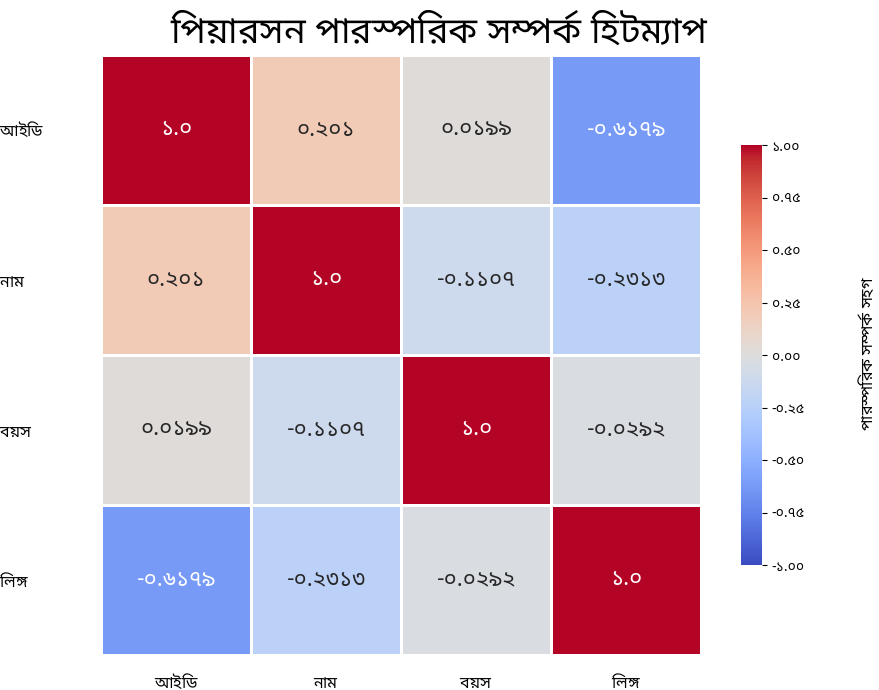 পিয়ারসন পারস্পরিক সম্পর্ক হিটম্যাপ
আইডি ১.০ ০.২০১ ০.০১৯৯ -০.৬১৭৯
নাম ০.২০১ ১.০ -০.১১০৭ -০.২৩১৩
বয়স ০.০১৯৯ -০.১১০৭ ১.০ -০.০২৯২
লিঙ্গ -০.৬১৭৯ -০.২৩১৩ -০.০২৯২ ১.০
আইডি নাম বয়স লিঙ্গ
১.০০
০.৭৫
০.৫০
০.২৫
০.০০
-০.২৫
-০.৫০
-০.৭৫
-১.০০
পারস্পরিক সম্পর্ক সহগ